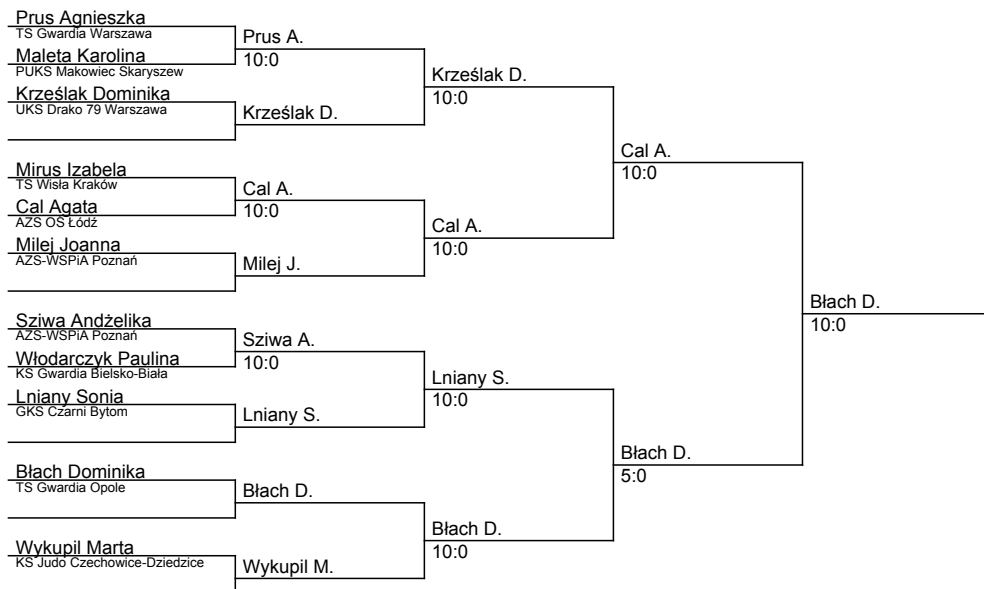 Prus Agnieszka
TS Gwardia Warszawa
Maleta Karolina
PUKS Makowiec Skaryszew
Krześlak Dominika
UKS Drako 79 Warszawa
Mirus Izabela
TS Wisła Kraków
Cal Agata
AZS OŚ Łódź
Milej Joanna
AZS-WSPiA Poznań
Sziwa Andżelika
AZS-WSPiA Poznań
Włodarczyk Paulina
KS Gwardia Bielsko-Biała
Lniany Sonia
GKS Czarni Bytom
Błach Dominika
TS Gwardia Opole
Wykupil Marta
KS Judo Czechowice-Dziedzice
Prus A.
10:0
Krześlak D.
Cal A.
10:0
Milej J.
Sziwa A.
10:0
Lniany S.
Błach D.
Wykupil M.
Krześlak D.
10:0
Cal A.
10:0
Lniany S.
10:0
Błach D.
10:0
Cal A.
10:0
Błach D.
5:0
Błach D.
10:0